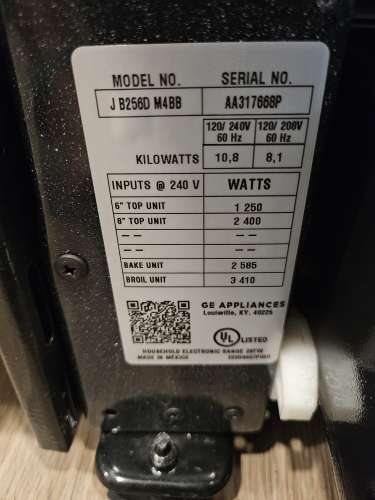 MODEL NO. SERIAL NO.
J B256D M4BB AA317668P
120/ 240V 120/ 208V
60 Hz 60 Hz
KILOWATTS 10,8 8,1
INPUTS @ 240 V WATTS
6" TOP UNIT 1 250
8" TOP UNIT 2 400
-- --
-- --
BAKE UNIT 2 585
BROIL UNIT 3 410
GE APPLIANCES
Louisville, KY. 40225
UL LISTED
HOUSEHOLD ELECTRONIC RANGE
MADE IN MEXICO